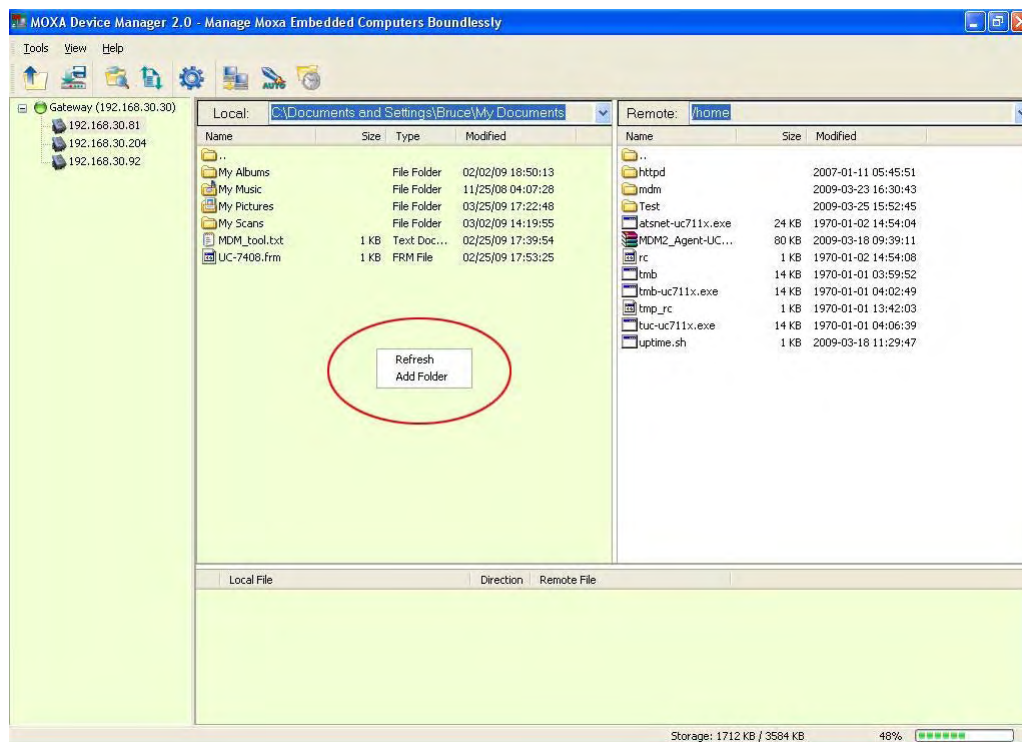 MOXA Device Manager 2.0 - Manage Moxa Embedded Computers Boundlessly
Tools View Help
AUTO
Gateway (192.168.30.30)
192.168.30.81
192.168.30.204
192.168.30.92
Local: C:\Documents and Settings\Bruce\My Documents
Name Size Type Modified
..
My Albums File Folder 02/02/09 18:50:13
My Music File Folder 11/25/08 04:07:28
My Pictures File Folder 03/25/09 17:22:48
My Scans File Folder 03/02/09 14:19:55
MDM_tool.txt 1 KB Text Doc... 02/25/09 17:39:54
UC-7408.frm 1 KB FRM File 02/25/09 17:53:25
Refresh
Add Folder
Remote: /home
Name Size Modified
..
httpd 2007-01-11 05:45:51
mdm 2009-03-23 16:30:43
Test 2009-03-25 15:52:45
atsnet-uc711x.exe 24 KB 1970-01-02 14:54:04
MDM2_Agent-UC... 80 KB 2009-03-18 09:39:11
rc 1 KB 1970-01-02 14:54:08
tmb 14 KB 1970-01-01 03:59:52
tmb-uc711x.exe 14 KB 1970-01-01 04:02:49
tmp_rc 1 KB 1970-01-01 13:42:03
tuc-uc711x.exe 14 KB 1970-01-01 04:06:39
uptime.sh 1 KB 2009-03-18 11:29:47
Local File Direction Remote File
Storage: 1712 KB / 3584 KB 48%